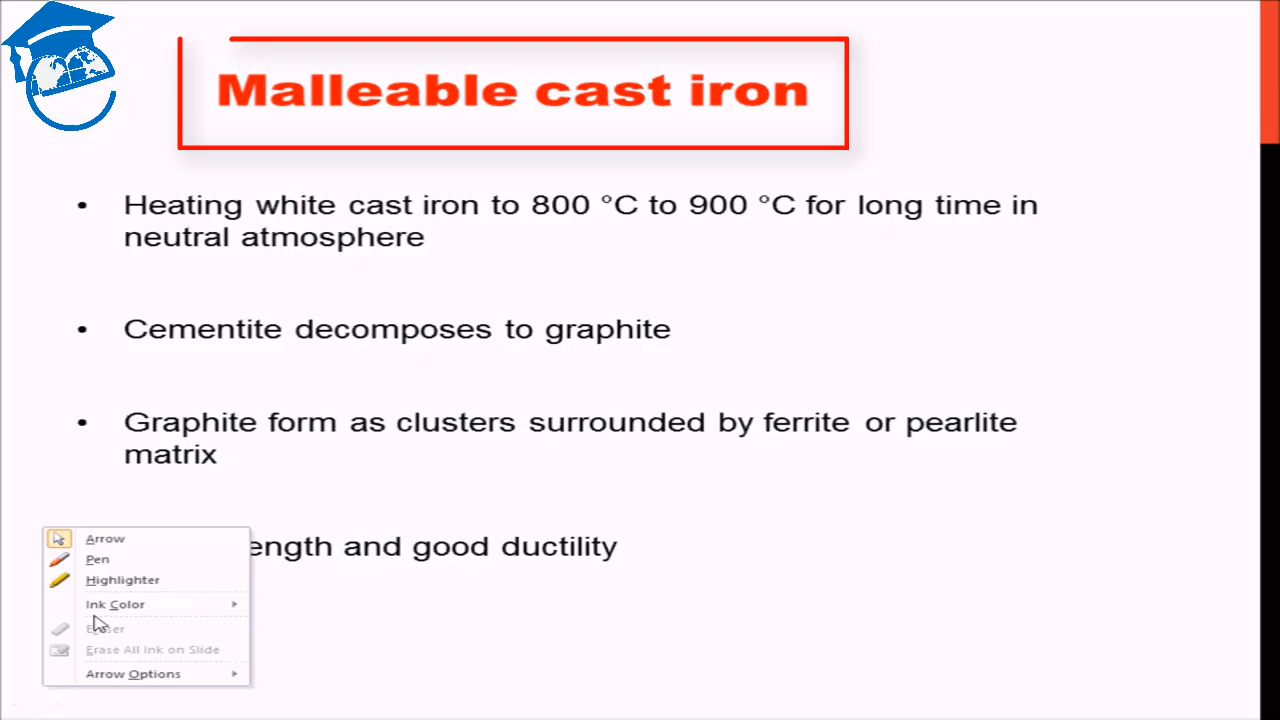 Malleable cast iron
• Heating white cast iron to 800 °C to 900 °C for long time in
neutral atmosphere
• Cementite decomposes to graphite
• Graphite form as clusters surrounded by ferrite or pearlite
matrix
and good ductility
Arrow
Pen
Highlighter
Ink Color
Eraser
Erase All Ink on Slide
Arrow Options